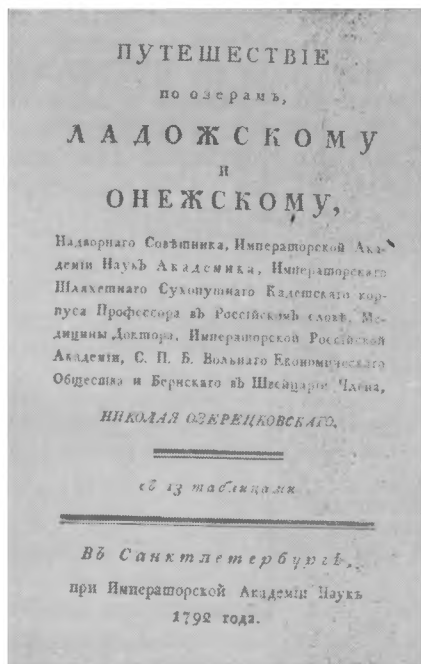 ПУТЕШЕСТВІЕ
по озерамъ,
ЛАДОЖСКОМУ
и
ОНЕЖСКОМУ,
Надворнаго Совѣтника, Императорской Ака-
деміи Наукъ Академика, Императорскаго
Шляхетнаго Сухопутнаго Кадетскаго кор-
пуса Профессора въ Россійскомъ словѣ, Ме-
дицины Доктора, Императорской Россійской
Академіи, С. П. Б. Вольнаго Економическаго
Общества и Бернскаго въ Швейцаріи Члена,
НИКОЛАЯ ОЗЕРЕЦКОВСКАГО,
съ 13 таблицами
Въ Санктпетербургѣ,
при Императорской Академіи Наукъ
1792 года.